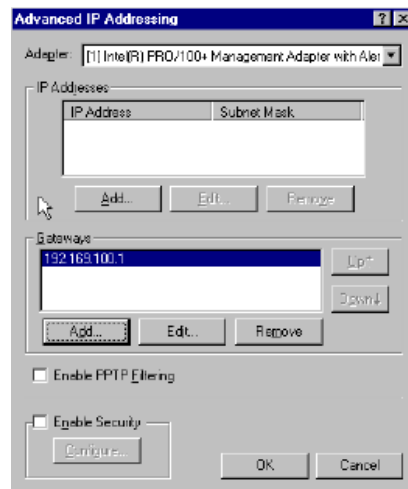 Advanced IP Addressing
Adapter: [1] Intel(R) PRO/100+ Management Adapter with Aler
IP Addresses
IP Address Subnet Mask
Add... Edit... Remove
Gateways
192.169.100.1
Up↑
Down↓
Add... Edit... Remove
Enable PPTP Filtering
Enable Security
Configure...
OK Cancel